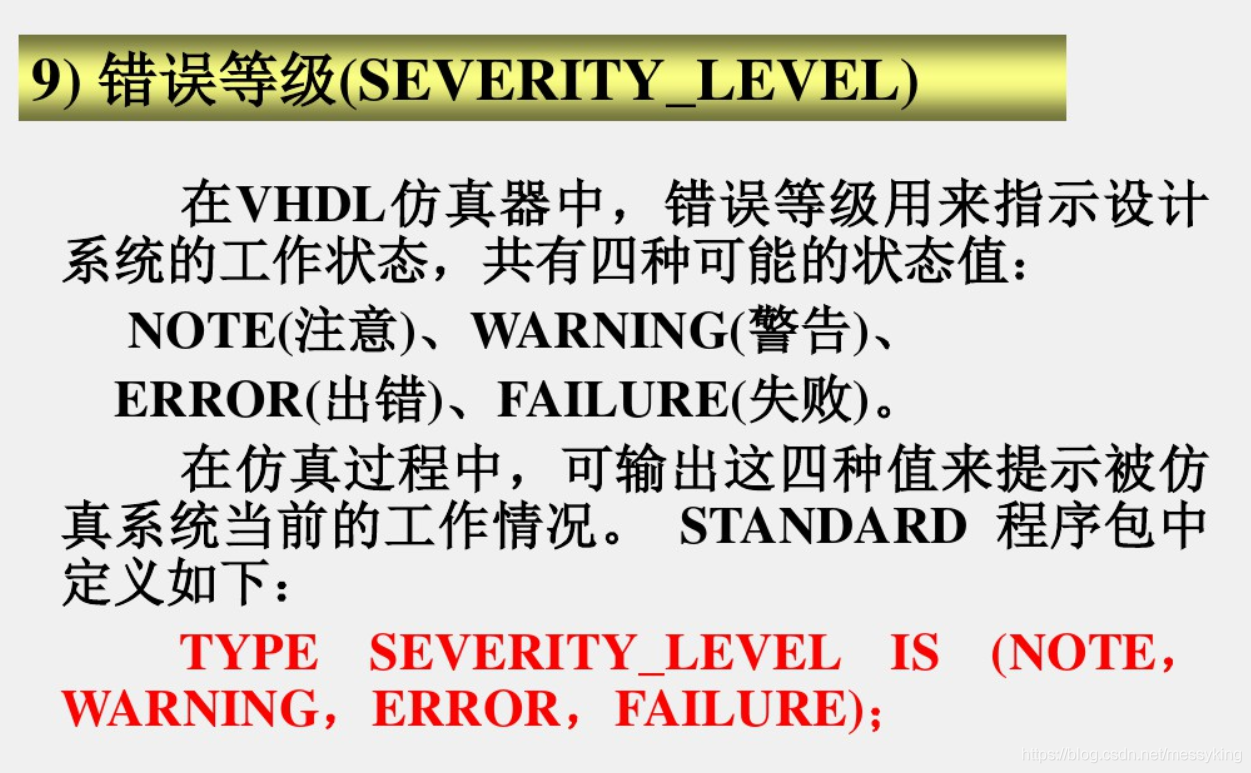 9) 错误等级(SEVERITY_LEVEL)
在VHDL仿真器中，错误等级用来指示设计
系统的工作状态，共有四种可能的状态值：
NOTE(注意)、WARNING(警告)、
ERROR(出错)、FAILURE(失败)。
在仿真过程中，可输出这四种值来提示被仿
真系统当前的工作情况。 STANDARD 程序包中
定义如下：
TYPE SEVERITY_LEVEL IS (NOTE，
WARNING，ERROR，FAILURE)；
https://blog.csdn.net/messyking